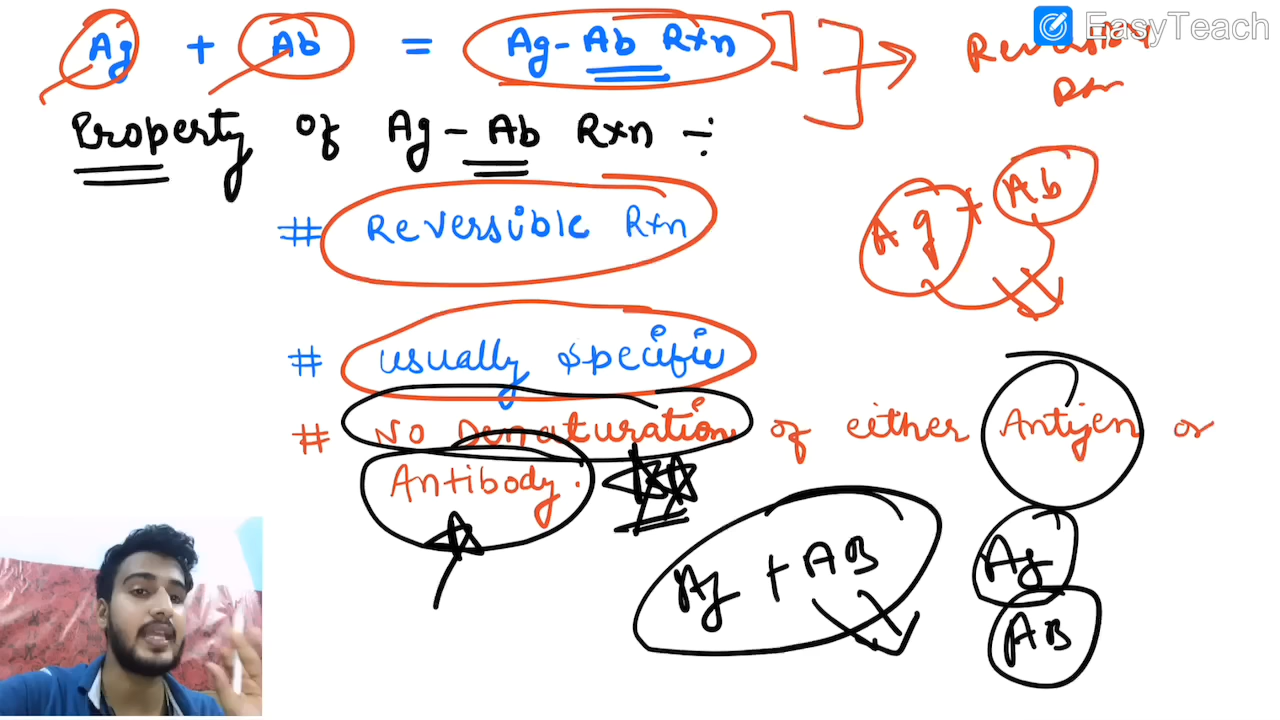 Ag + Ab = Ag-Ab Rxn
EasyTeach
Rxn
Property of Ag-Ab Rxn ÷
# Reversible Rxn
Ag + Ab
# usually specific
# No Denaturation of either Antigen or
Antibody.
Ag + AB
Ag
AB